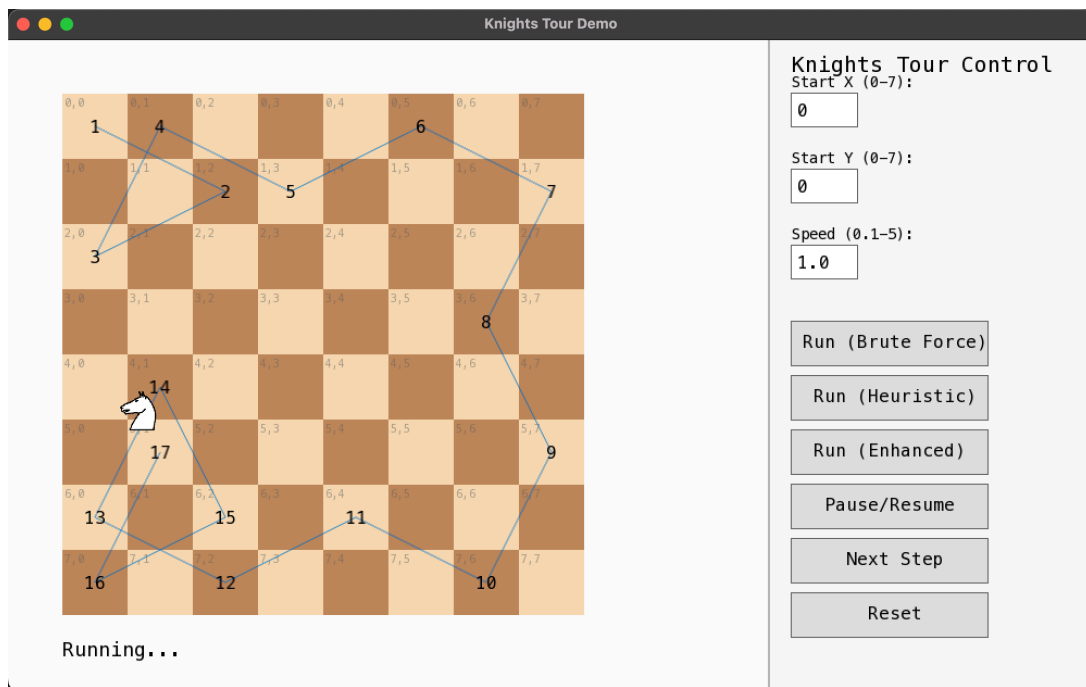 Knights Tour Demo
Knights Tour Control
Start X (0-7):
0
Start Y (0-7):
0
Speed (0.1-5):
1.0
Run (Brute Force)
Run (Heuristic)
Run (Enhanced)
Pause/Resume
Next Step
Reset
0,0 0,1 0,2 0,3 0,4 0,5 0,6 0,7
1 4 6
1,0 1,1 1,2 1,3 1,4 1,5 1,6 1,7
2 5 7
2,0 2,1 2,2 2,3 2,4 2,5 2,6 2,7
3
3,0 3,1 3,2 3,3 3,4 3,5 3,6 3,7
8
4,0 4,1 4,2 4,3 4,4 4,5 4,6 4,7
14
5,0 5,2 5,3 5,4 5,5 5,6 5,7
17 9
6,0 6,1 6,2 6,3 6,4 6,5 6,6 6,7
13 15 11
7,0 7,1 7,2 7,3 7,4 7,5 7,6 7,7
16 12 10
Running...